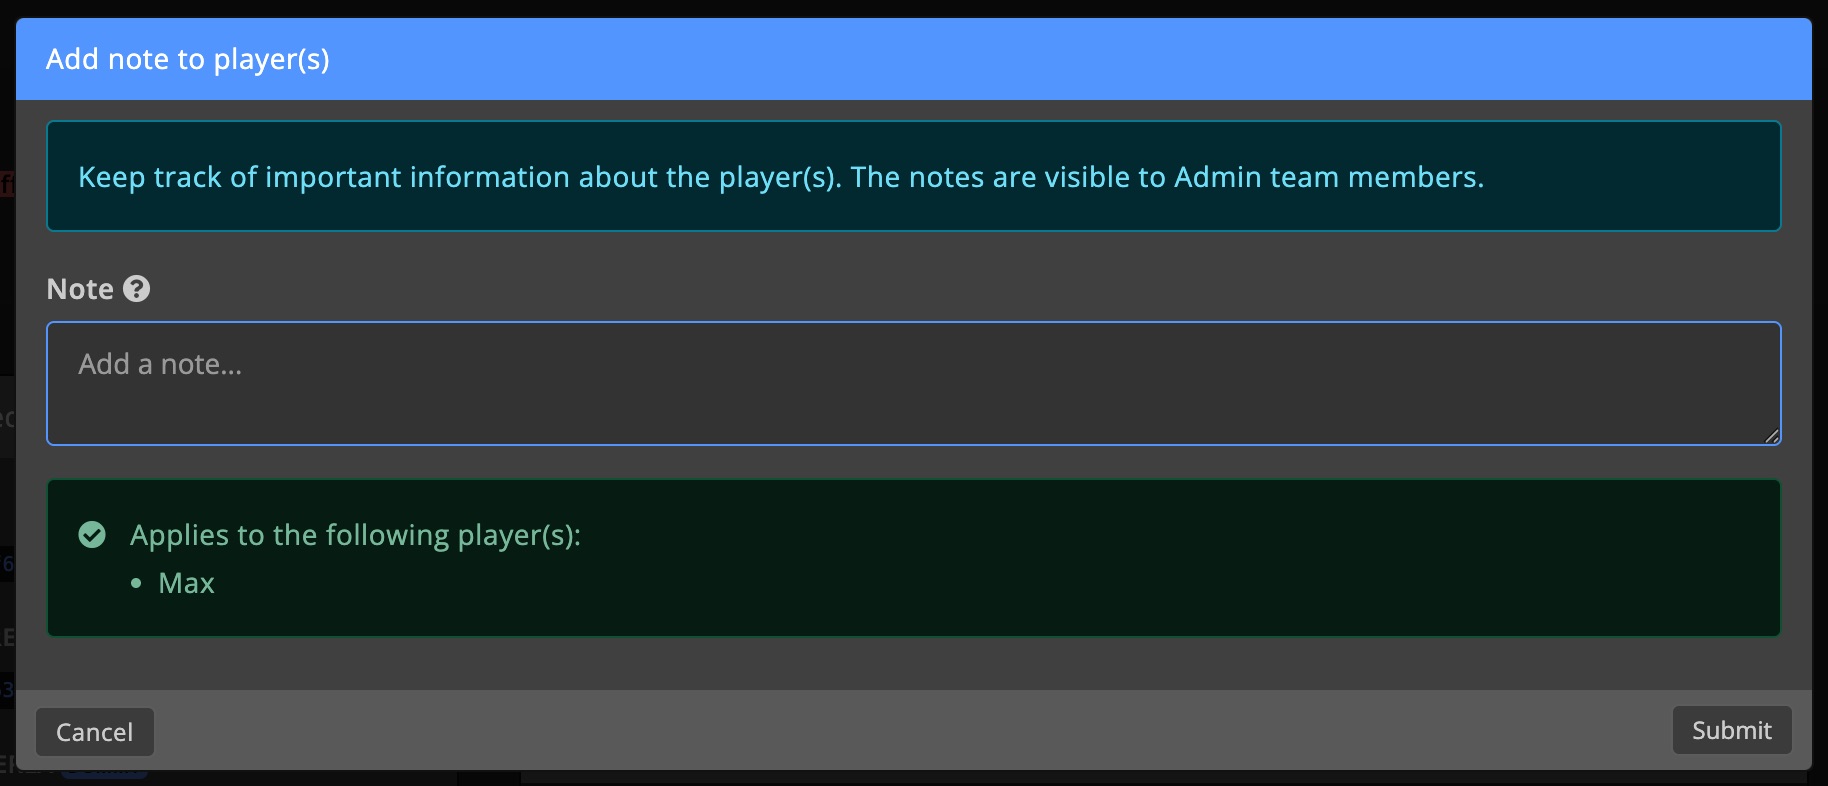 Add note to player(s)
Keep track of important information about the player(s). The notes are visible to Admin team members.
Note
Add a note...
Applies to the following player(s):
• Max
Cancel
Submit